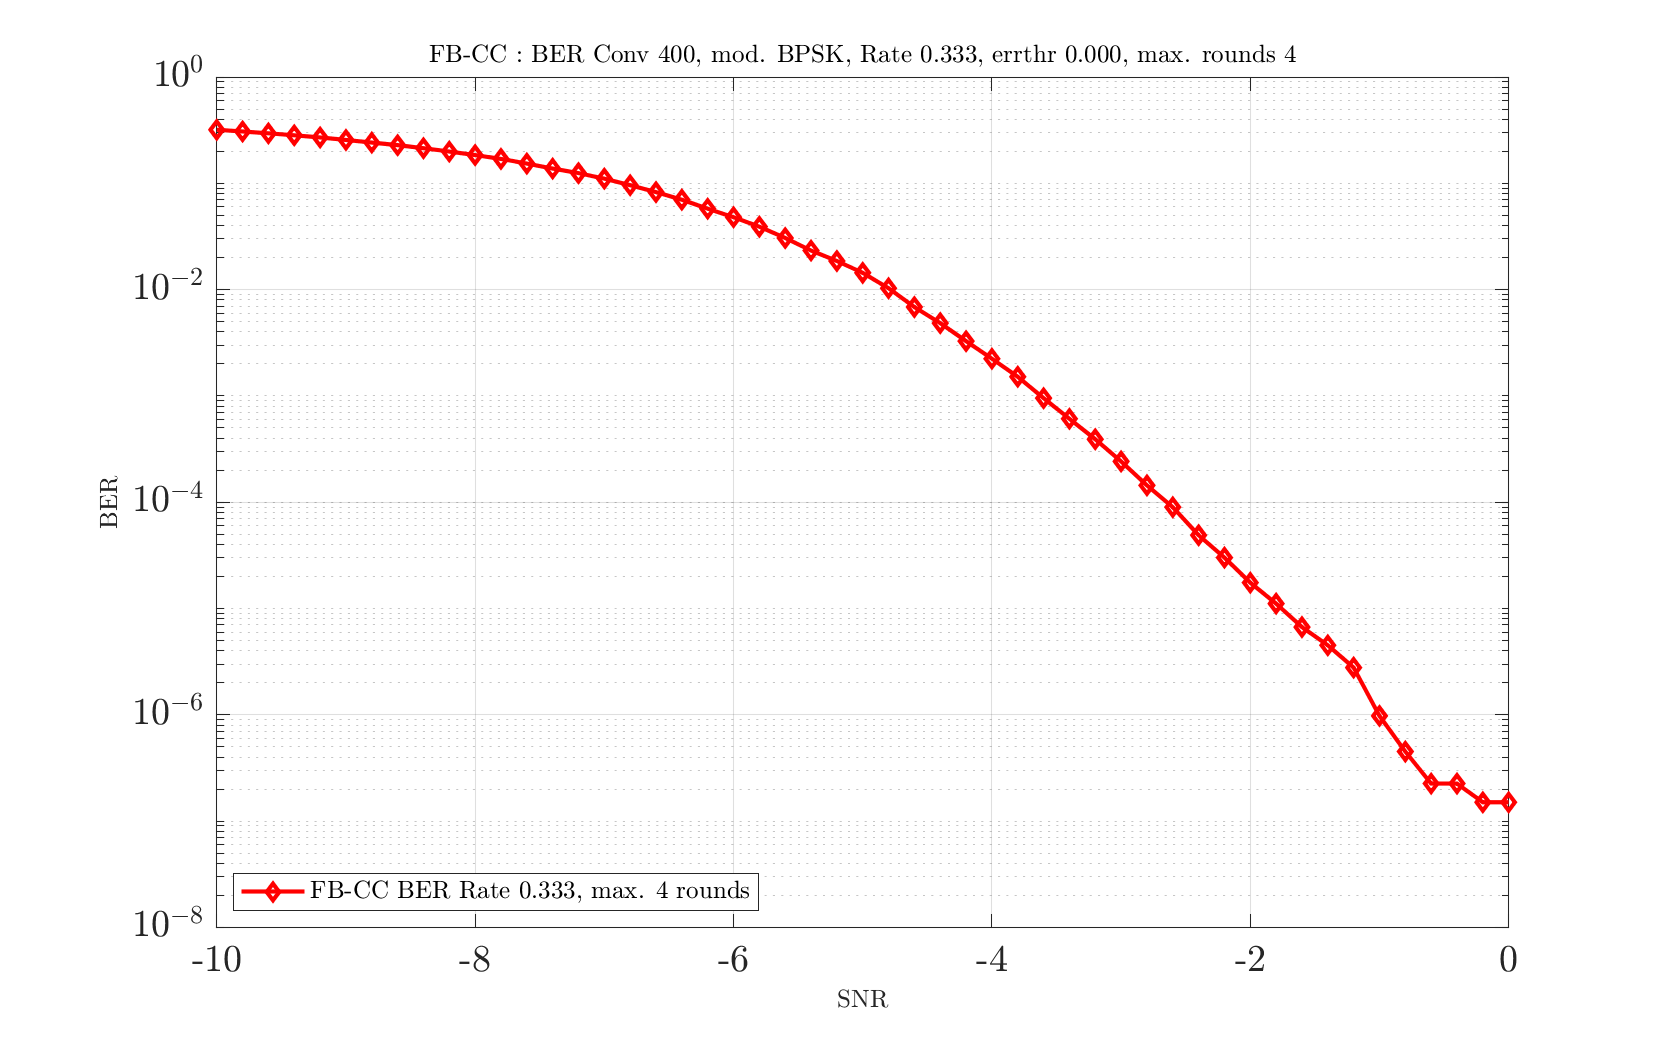 FB-CC : BER Conv 400, mod. BPSK, Rate 0.333, errthr 0.000, max. rounds 4
10^0
10^-2
10^-4
10^-6
10^-8
BER
FB-CC BER Rate 0.333, max. 4 rounds
-10 -8 -6 -4 -2 0
SNR